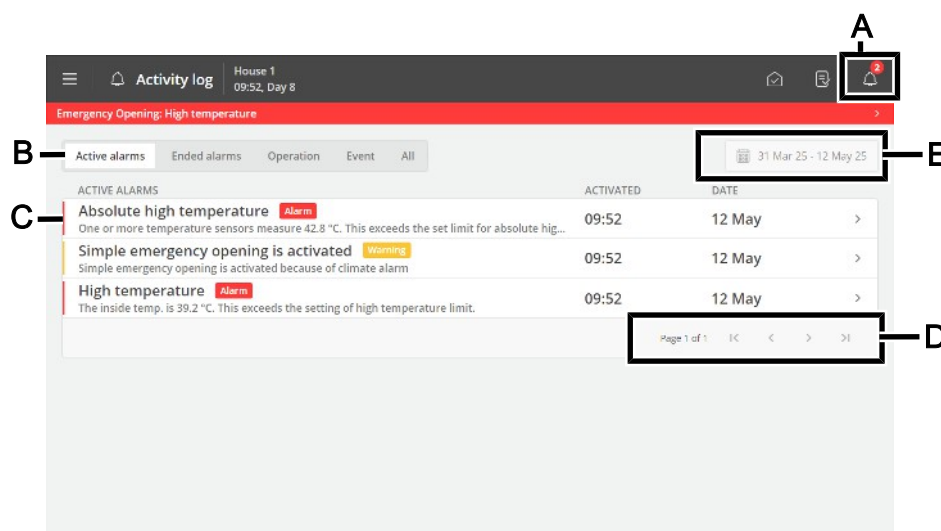 A
Activity log
House 1
09:52, Day 8
2
Emergency Opening: High temperature
B
Active alarms Ended alarms Operation Event All
31 Mar 25 - 12 May 25
E
ACTIVE ALARMS ACTIVATED DATE
C
Absolute high temperature Alarm 09:52 12 May
One or more temperature sensors measure 42.8 °C. This exceeds the set limit for absolute hig...
Simple emergency opening is activated Warning 09:52 12 May
Simple emergency opening is activated because of climate alarm
High temperature Alarm 09:52 12 May
The inside temp. is 39.2 °C. This exceeds the setting of high temperature limit.
Page 1 of 1
D